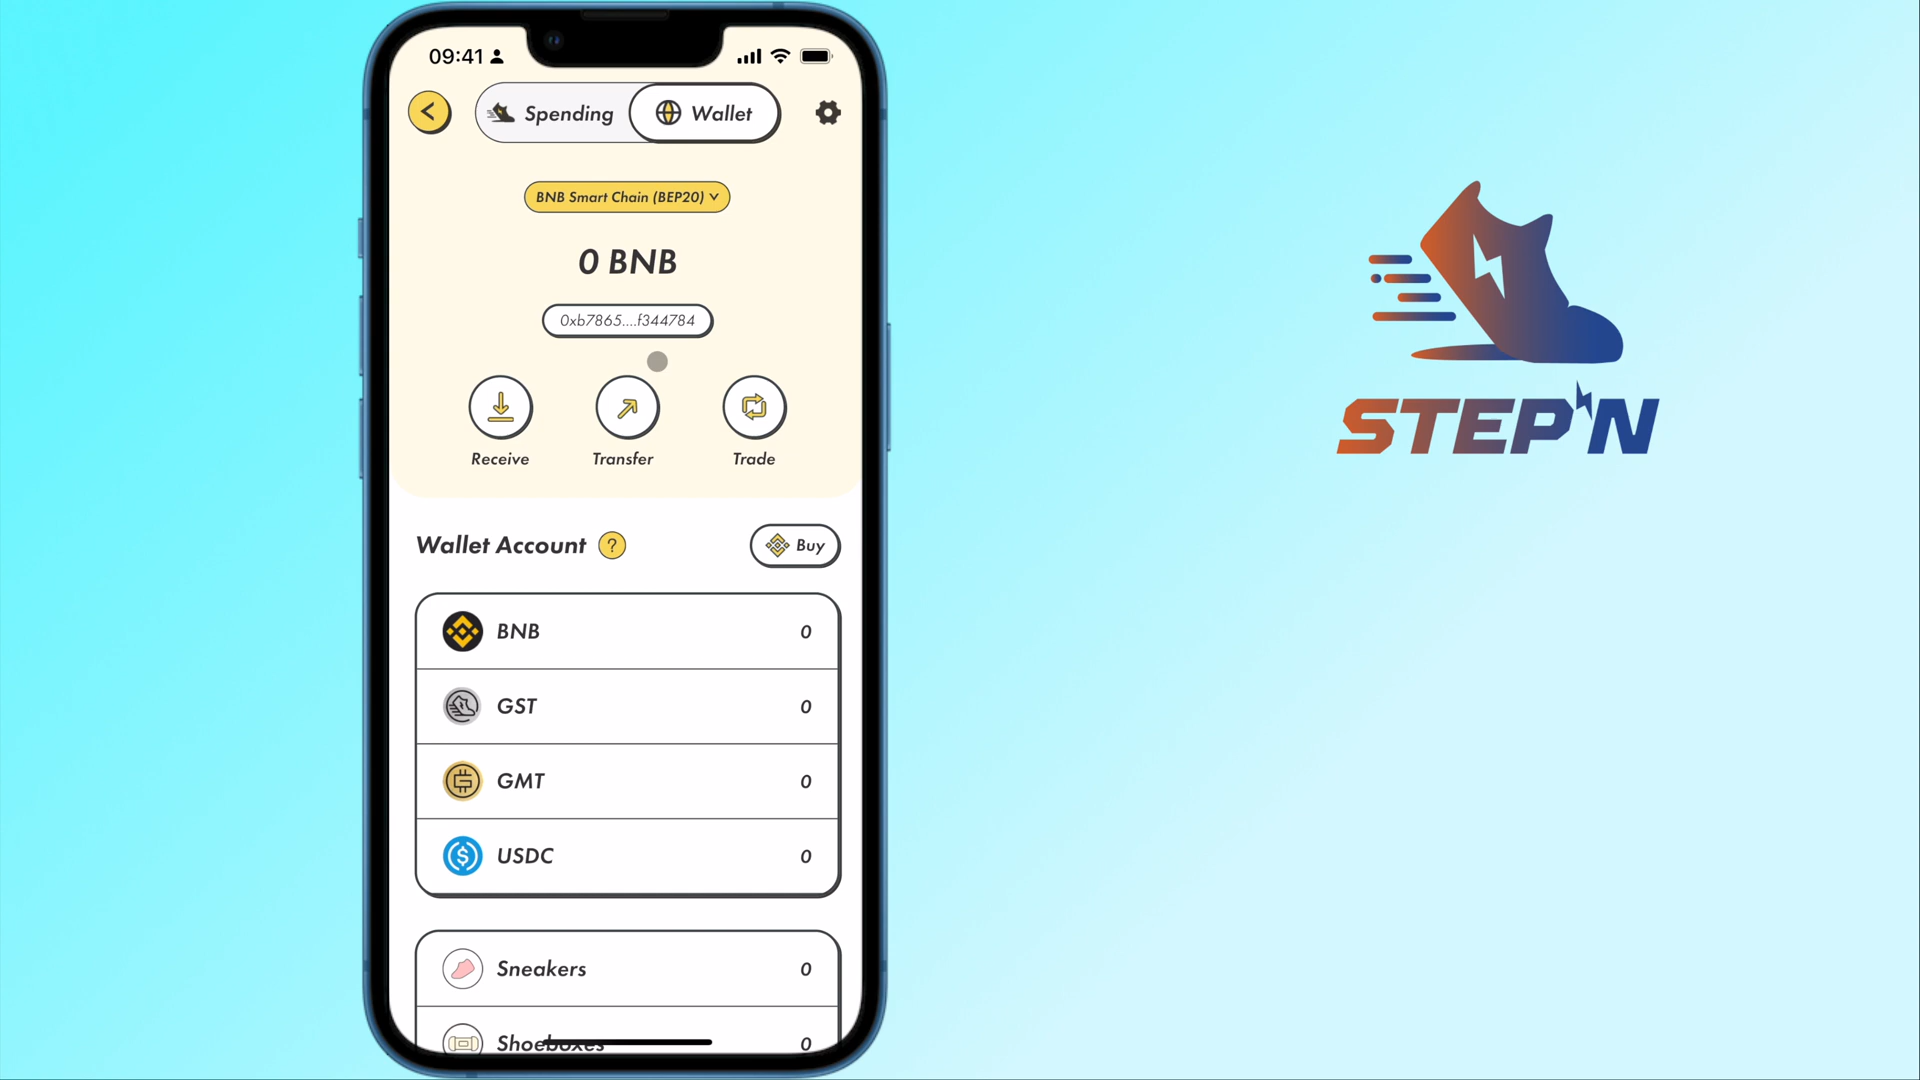 09:41
Spending
Wallet
BNB Smart Chain (BEP20)
0 BNB
0xb7865....f344784
Receive
Transfer
Trade
Wallet Account ?
Buy
BNB 0
GST 0
GMT 0
USDC 0
Sneakers 0
Shoeboxes 0
STEP'N